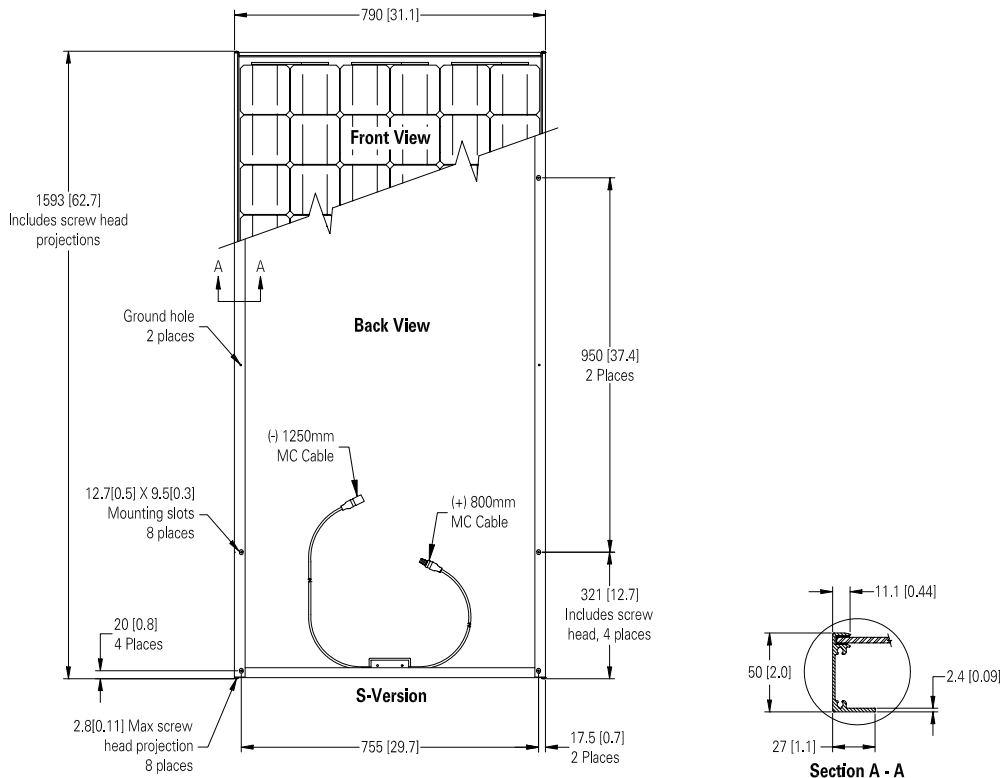 790 [31.1]
Front View
1593 [62.7]
Includes screw head
projections
A
A
Ground hole
2 places
Back View
950 [37.4]
2 Places
(-) 1250mm
MC Cable
12.7[0.5] X 9.5[0.3]
Mounting slots
8 places
(+) 800mm
MC Cable
321 [12.7]
Includes screw
head, 4 places
20 [0.8]
4 Places
S-Version
2.8[0.11] Max screw
head projection
8 places
755 [29.7]
17.5 [0.7]
2 Places
11.1 [0.44]
50 [2.0]
2.4 [0.09]
27 [1.1]
Section A - A